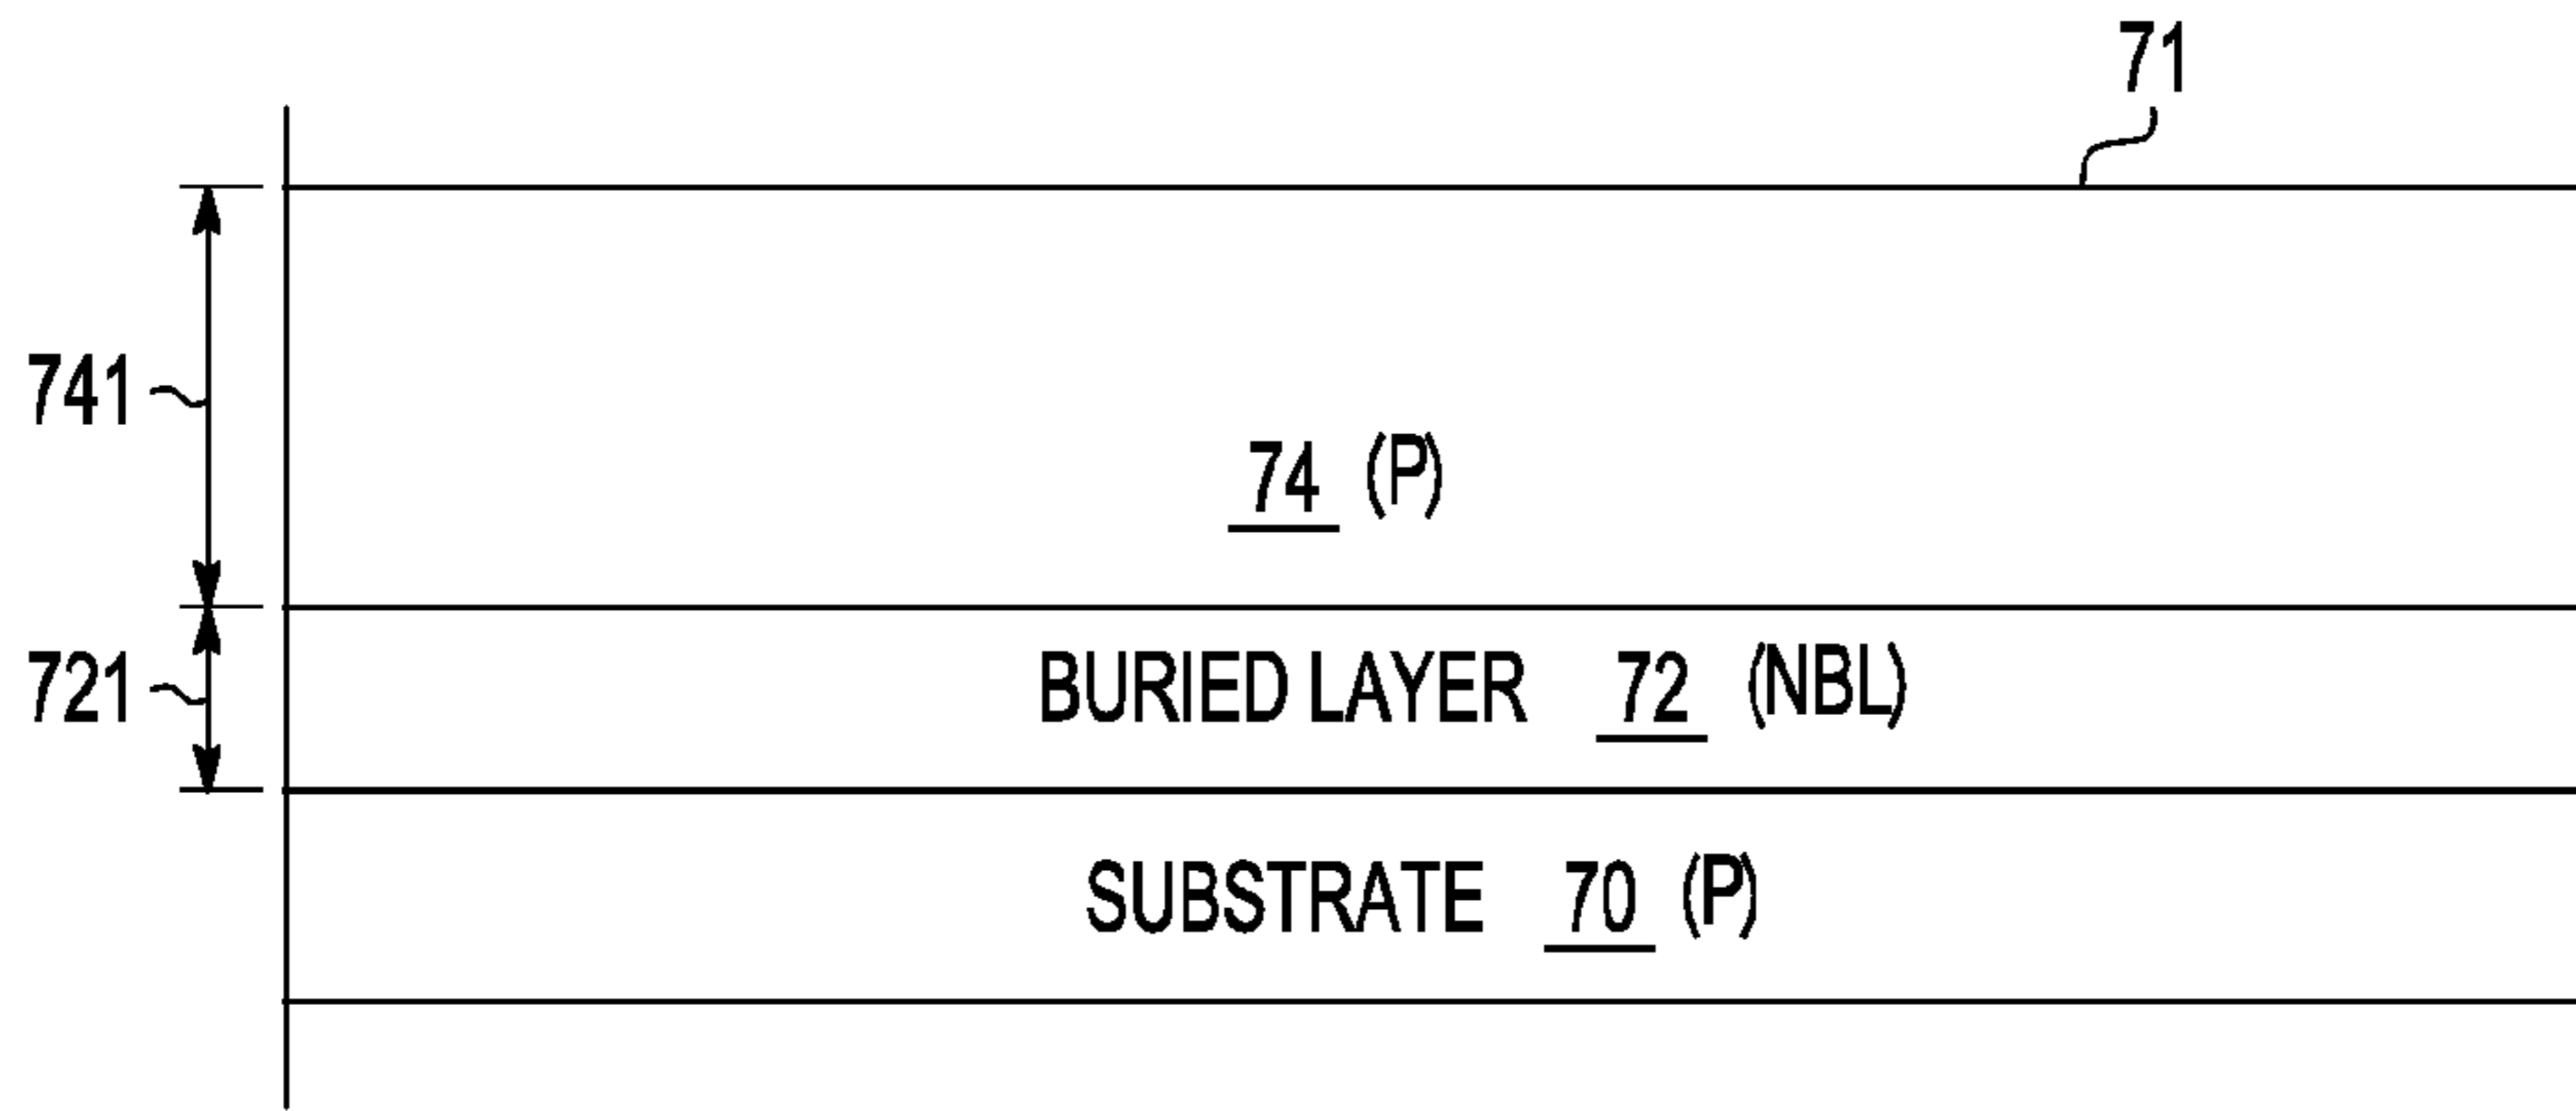 71
741
74 (P)
721
BURIED LAYER 72 (NBL)
SUBSTRATE 70 (P)